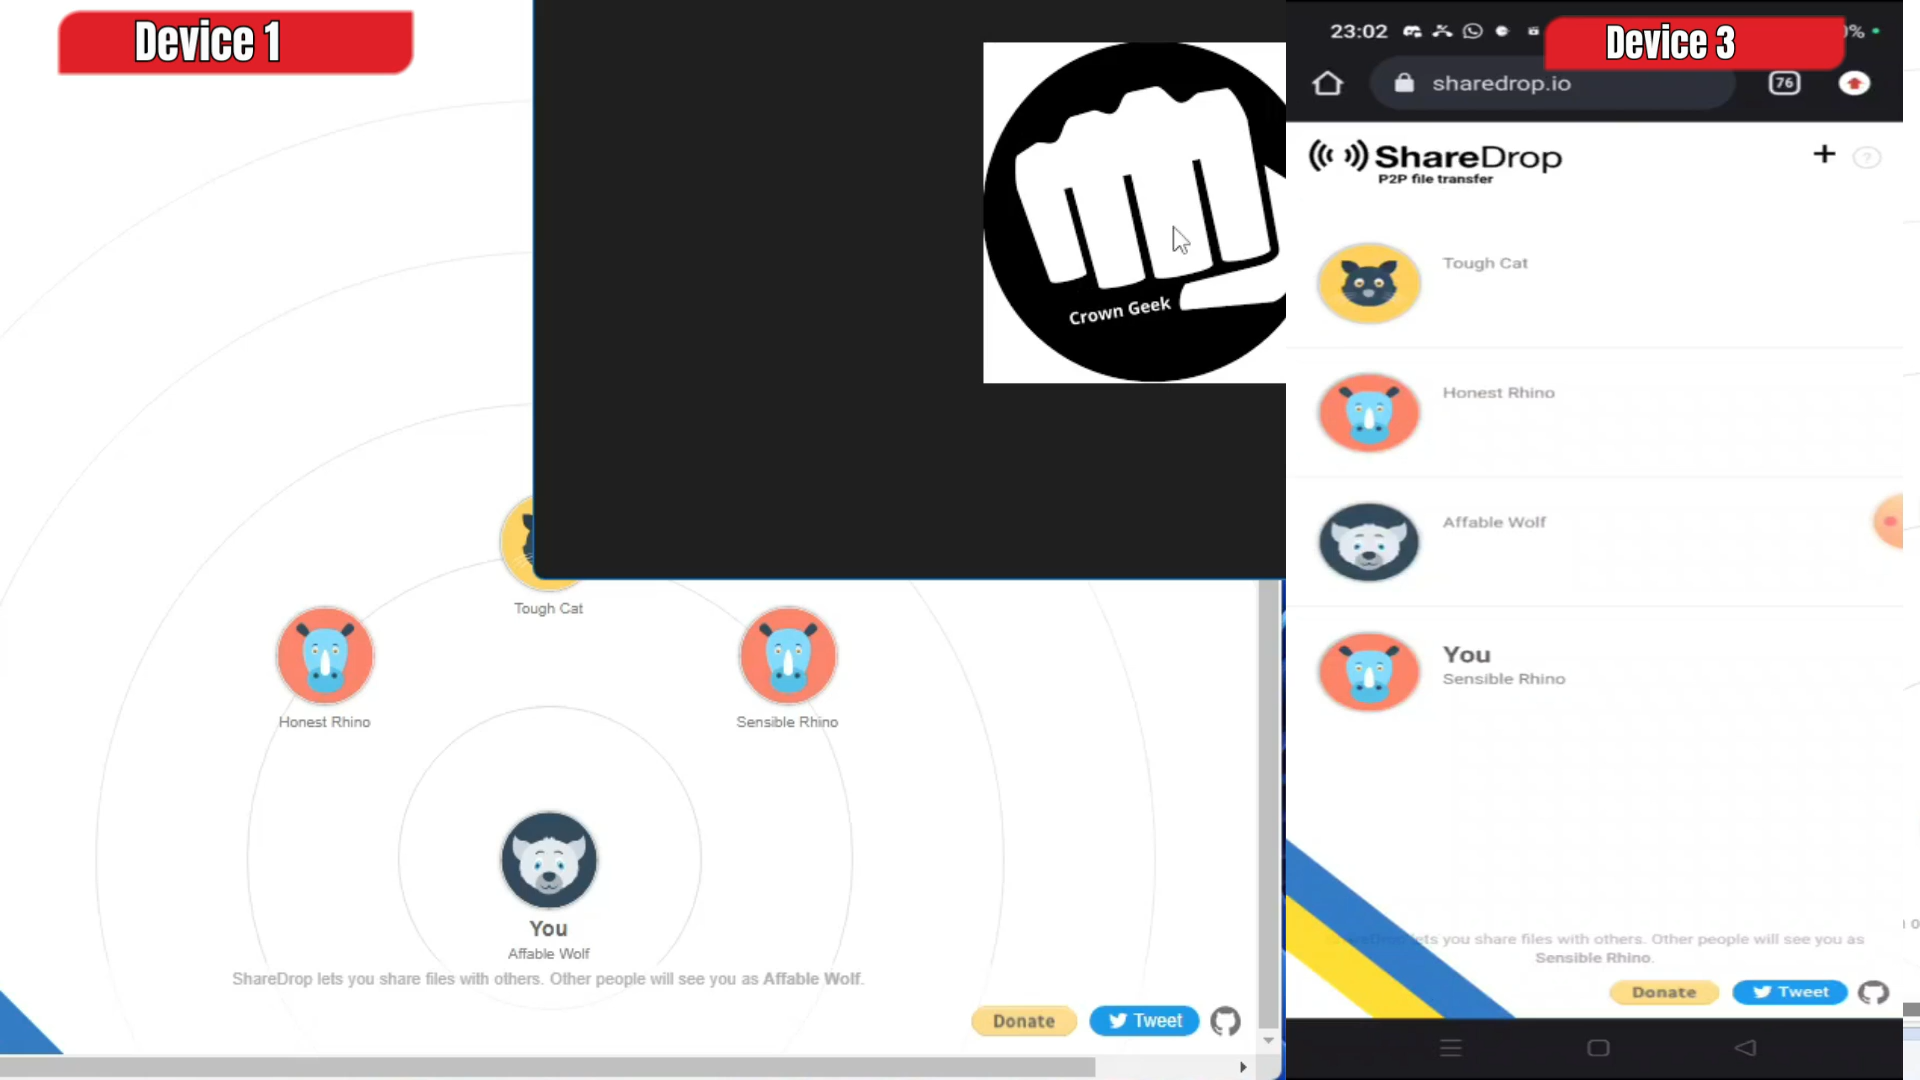 Device 1
Crown Geek
Tough Cat
Honest Rhino
Sensible Rhino
You
Affable Wolf
ShareDrop lets you share files with others. Other people will see you as Affable Wolf.
Donate
Tweet
23:02
Device 3
sharedrop.io
76
ShareDrop
P2P file transfer
+
?
Tough Cat
Honest Rhino
Affable Wolf
You
Sensible Rhino
lets you share files with others. Other people will see you as
Sensible Rhino.
Donate
Tweet